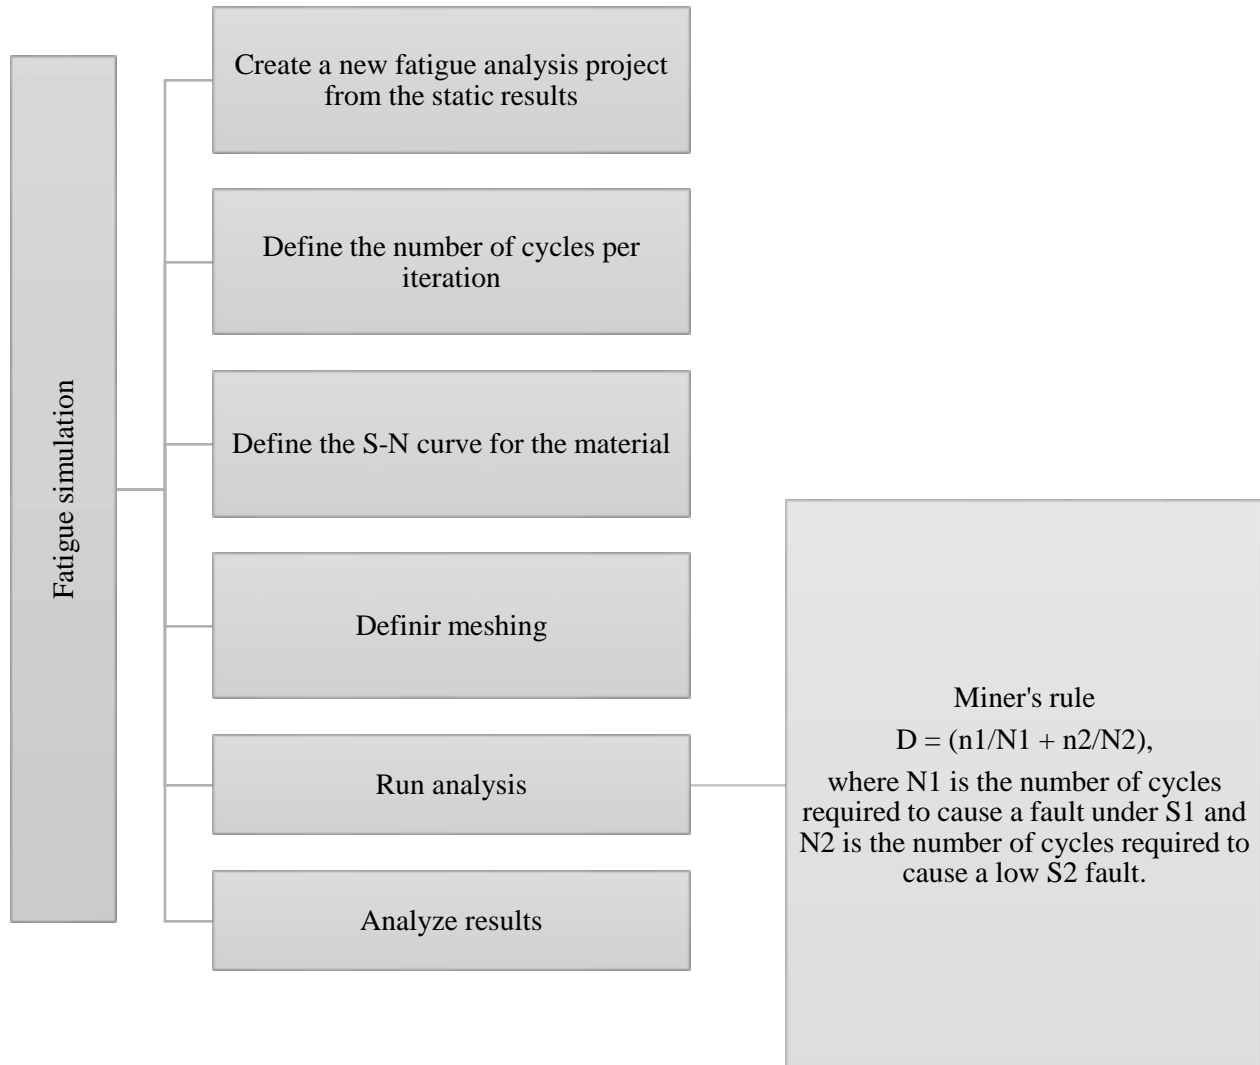 Fatigue simulation
Create a new fatigue analysis project
from the static results
Define the number of cycles per
iteration
Define the S-N curve for the material
Definir meshing
Run analysis
Analyze results
Miner's rule
D = (n1/N1 + n2/N2),
where N1 is the number of cycles
required to cause a fault under S1 and
N2 is the number of cycles required to
cause a low S2 fault.